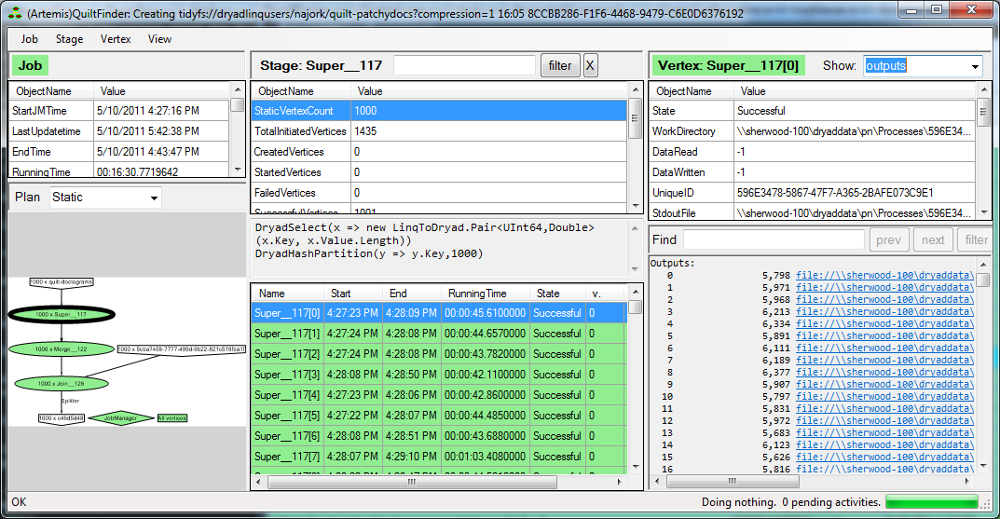 (Artemis)QuiltFinder: Creating tidyfs://dryadlinqusers/najork/quilt-patchydocs?compression=1 16:05 8CCBB286-F1F6-4468-9479-C6E0D6376192
Job Stage Vertex View
Job
ObjectName Value
StartJMTime 5/10/2011 4:27:16 PM
LastUpdatetime 5/10/2011 5:42:38 PM
EndTime 5/10/2011 4:43:47 PM
RunningTime 00:16:30.7719642
Plan Static
1000 x quilt-doctograms
1000 x Super__117
1000 x Merge__122
1000 x Join__126
Splitter
1000 x c46d5d48
JobManager
All vertices
Stage: Super__117 filter X
ObjectName Value
StaticVertexCount 1000
TotalInitiatedVertices 1435
CreatedVertices 0
StartedVertices 0
FailedVertices 0
SuccessfulVertices 1001
DryadSelect(x => new LinqToDryad.Pair<UInt64,Double>
(x.Key, x.Value.Length))
DryadHashPartition(y => y.Key,1000)
Name Start End RunningTime State v.
Super__117[0] 4:27:23 PM 4:28:09 PM 00:00:45.6100000 Successful 0
Super__117[1] 4:27:24 PM 4:28:08 PM 00:00:44.6570000 Successful 0
Super__117[2] 4:27:24 PM 4:28:08 PM 00:00:43.7820000 Successful 0
Super__117[3] 4:28:08 PM 4:28:50 PM 00:00:42.1100000 Successful 0
Super__117[4] 4:27:23 PM 4:28:06 PM 00:00:42.8600000 Successful 0
Super__117[5] 4:27:22 PM 4:28:07 PM 00:00:44.4850000 Successful 0
Super__117[6] 4:28:08 PM 4:28:51 PM 00:00:43.6880000 Successful 0
Super__117[7] 4:28:07 PM 4:29:10 PM 00:01:03.4080000 Successful 0
Vertex: Super__117[0] Show: outputs
ObjectName Value
State Successful
WorkDirectory \\sherwood-100\dryaddata\pn\Processes\596E34...
DataRead -1
DataWritten -1
UniqueID 596E3478-5867-47F7-A365-2BAFE073C9E1
StdoutFile \\sherwood-100\dryaddata\pn\Processes\596E34...
Find prev next filter
Outputs:
0 5,798 file://\\sherwood-100\dryaddata\
1 5,971 file://\\sherwood-100\dryaddata\
2 5,968 file://\\sherwood-100\dryaddata\
3 6,213 file://\\sherwood-100\dryaddata\
4 6,334 file://\\sherwood-100\dryaddata\
5 5,891 file://\\sherwood-100\dryaddata\
6 6,111 file://\\sherwood-100\dryaddata\
7 6,189 file://\\sherwood-100\dryaddata\
8 6,377 file://\\sherwood-100\dryaddata\
9 5,907 file://\\sherwood-100\dryaddata\
10 5,797 file://\\sherwood-100\dryaddata\
11 5,831 file://\\sherwood-100\dryaddata\
12 5,972 file://\\sherwood-100\dryaddata\
13 5,683 file://\\sherwood-100\dryaddata\
14 6,123 file://\\sherwood-100\dryaddata\
15 5,626 file://\\sherwood-100\dryaddata\
16 5,816 file://\\sherwood-100\dryaddata\
OK
Doing nothing. 0 pending activities.